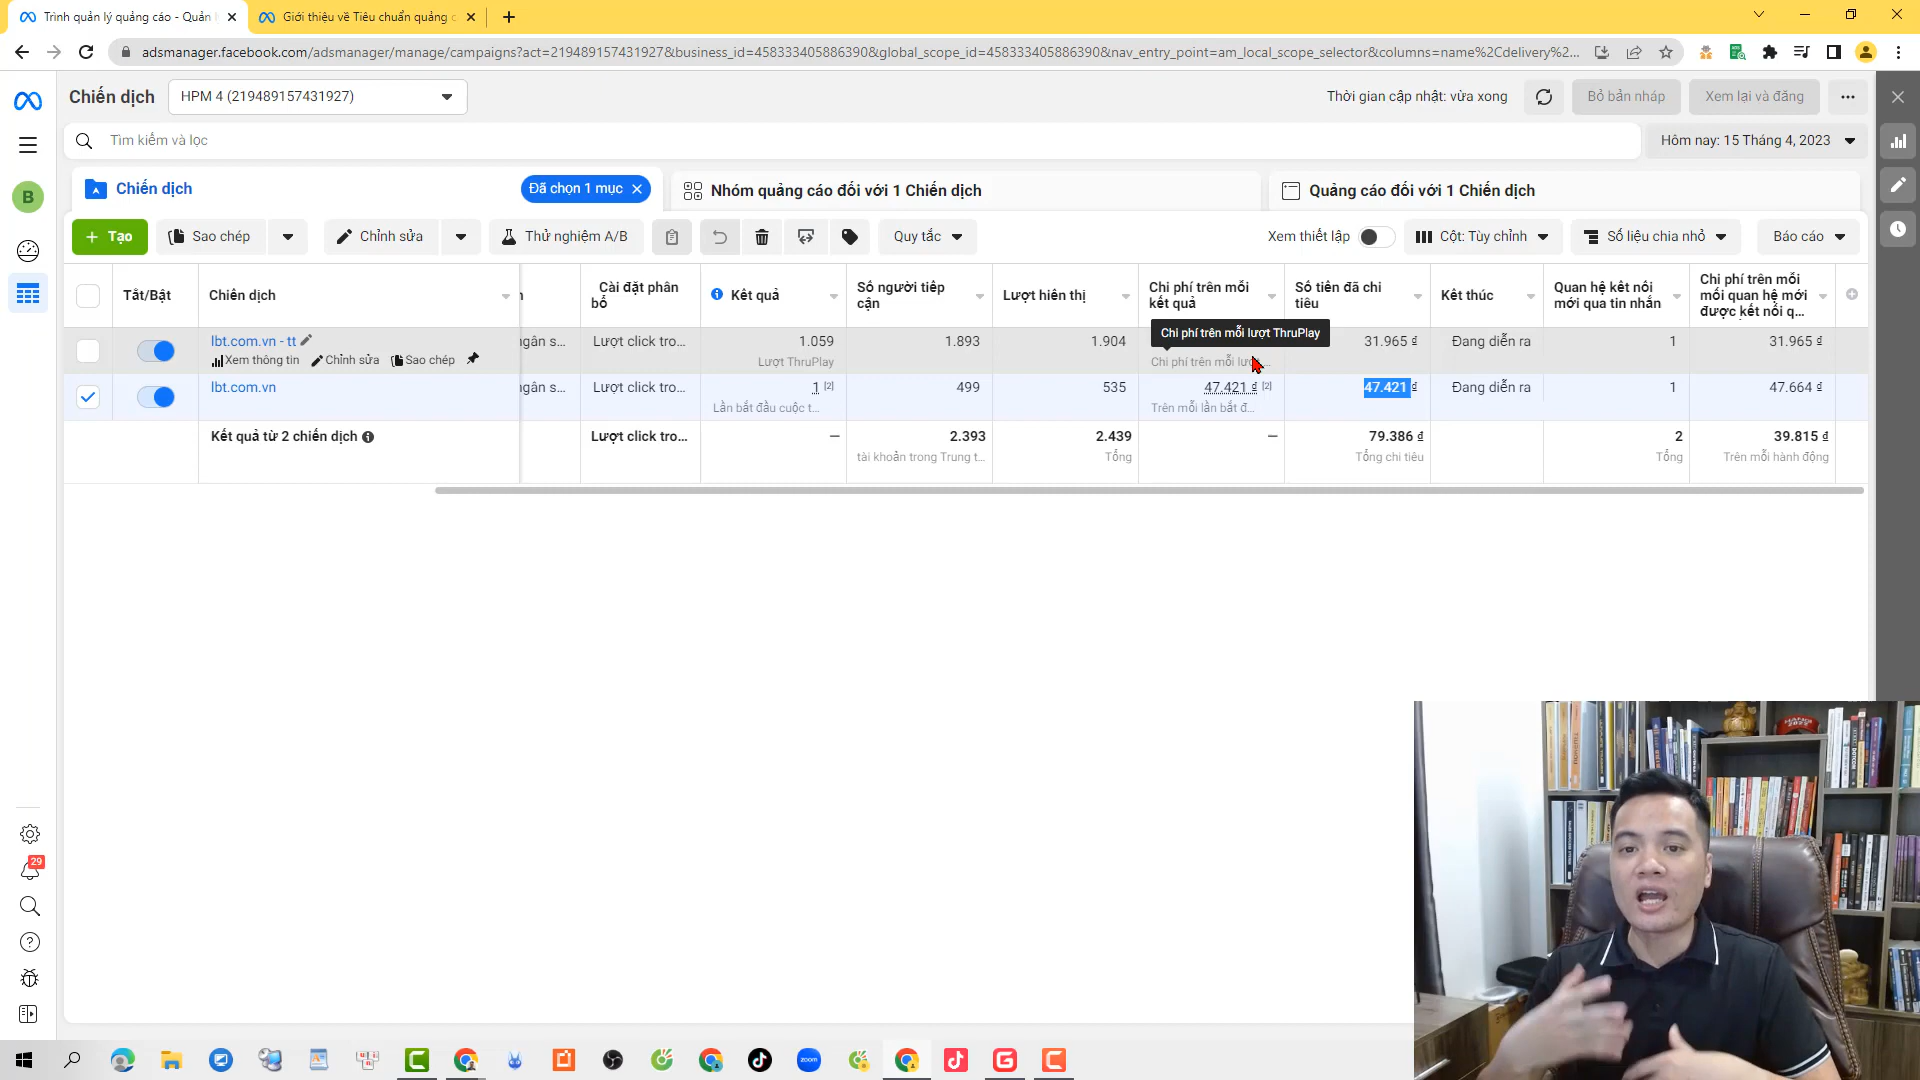 Trình quản lý quảng cáo - Quản
Giới thiệu về Tiêu chuẩn quảng c
adsmanager.facebook.com/adsmanager/manage/campaigns?act=219489157431927&business_id=458333405886390&global_scope_id=458333405886390&nav_entry_point=am_local_scope_selector&columns=name%2Cdelivery%2...
Chiến dịch
HPM 4 (219489157431927)
Thời gian cập nhật: vừa xong
Bỏ bản nháp
Xem lại và đăng
Tìm kiếm và lọc
Hôm nay: 15 Tháng 4, 2023
B
Chiến dịch
Đã chọn 1 mục
Nhóm quảng cáo đối với 1 Chiến dịch
Quảng cáo đối với 1 Chiến dịch
+ Tạo
Sao chép
Chỉnh sửa
Thử nghiệm A/B
Quy tắc
Xem thiết lập
Cột: Tùy chỉnh
Số liệu chia nhỏ
Báo cáo
Tắt/Bật
Chiến dịch
Cài đặt phân bổ
Kết quả
Số người tiếp cận
Lượt hiển thị
Chi phí trên mỗi kết quả
Số tiền đã chi tiêu
Kết thúc
Quan hệ kết nối mới qua tin nhắn
Chi phí trên mỗi mối quan hệ mới được kết nối q...
lbt.com.vn - tt
Xem thông tin
Chỉnh sửa
Sao chép
ngân s...
Lượt click tro...
1.059
Lượt ThruPlay
1.893
1.904
Chi phí trên mỗi lượt ThruPlay
31.965 ₫
Đang diễn ra
1
31.965 ₫
lbt.com.vn
ngân s...
Lượt click tro...
1 [2]
Lần bắt đầu cuộc t...
499
535
47.421 ₫ [2]
Trên mỗi lần bắt đ...
47.421 ₫
Đang diễn ra
1
47.664 ₫
Kết quả từ 2 chiến dịch
Lượt click tro...
—
2.393
tài khoản trong Trung t...
2.439
Tổng
—
79.386 ₫
Tổng chi tiêu
2
Tổng
39.815 ₫
Trên mỗi hành động
29
zoom